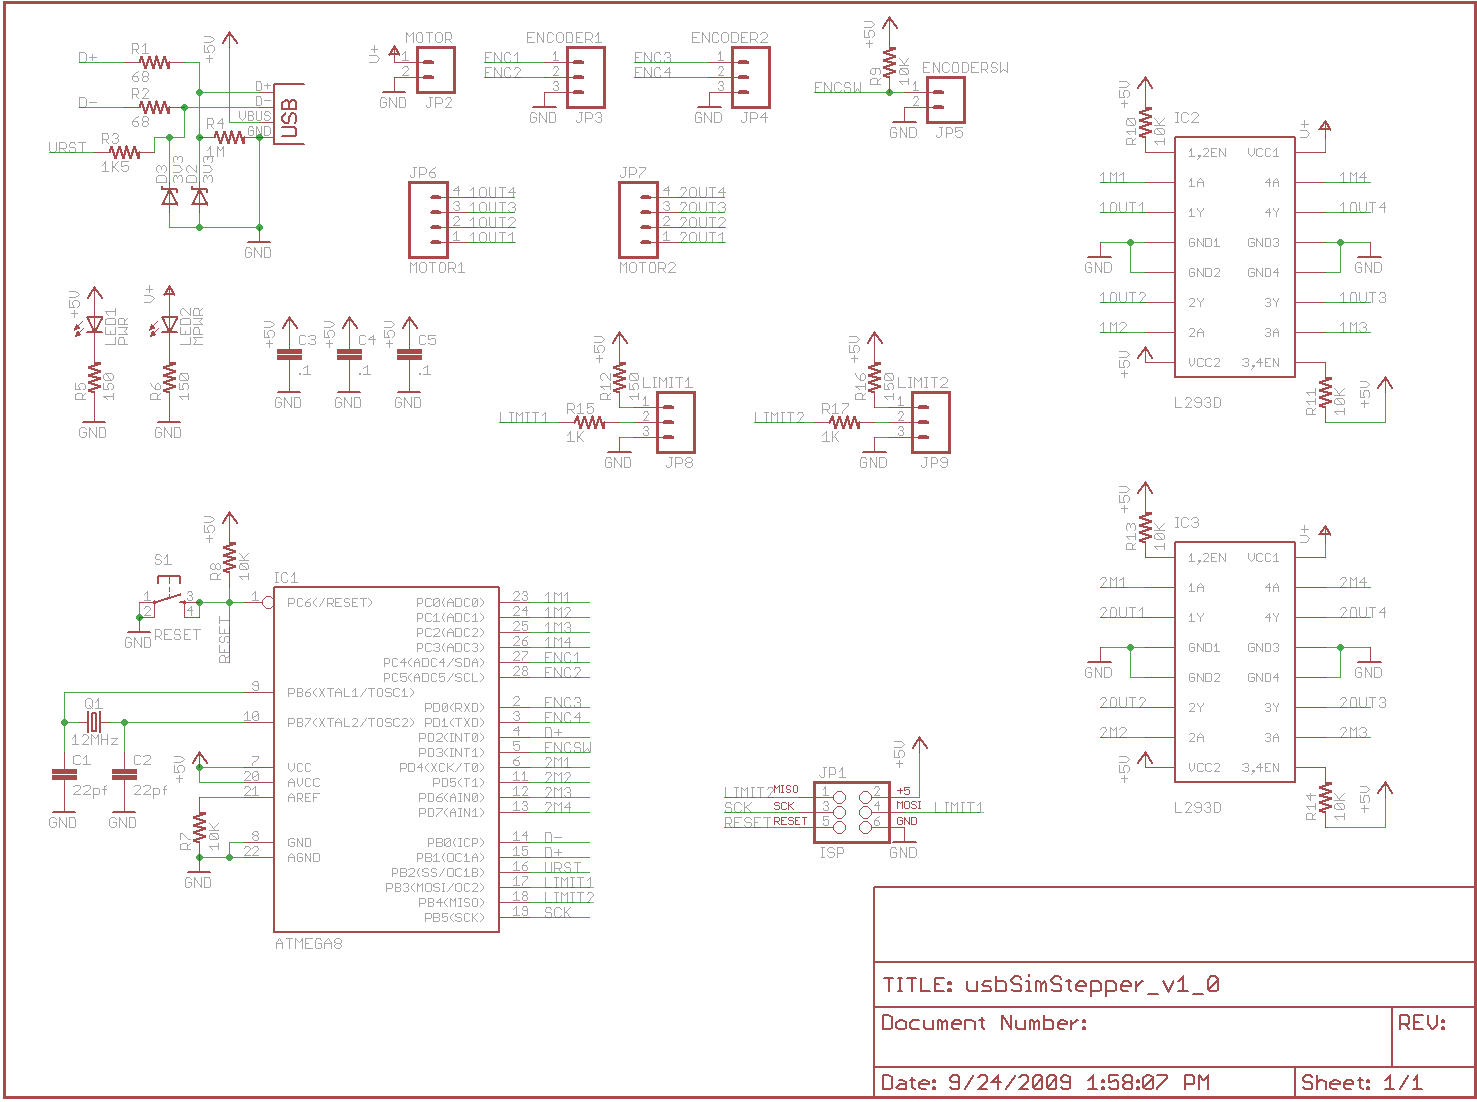 D+
R1
68
D-
R2
68
URST
R3
1K5
R4
1M
+5V
D+
D-
VBUS
GND
USB
D3
3V3
D2
3V3
GND
MOTOR
V+
1
2
GND
JP2
ENCODER1
ENC1
ENC2
1
2
3
GND
JP3
ENCODER2
ENC3
ENC4
1
2
3
GND
JP4
+5V
R9
10K
ENCODERSW
ENCSW
1
2
GND
JP5
JP6
4 1OUT4
3 1OUT3
2 1OUT2
1 1OUT1
MOTOR1
JP7
4 2OUT4
3 2OUT3
2 2OUT2
1 2OUT1
MOTOR2
+5V
R10
10K
IC2
V+
1,2EN VCC1
1M1 1A 4A 1M4
1OUT1 1Y 4Y 1OUT4
GND GND1 GND3 GND
GND2 GND4
1OUT2 2Y 3Y 1OUT3
1M2 2A 3A 1M3
+5V VCC2 3,4EN
R11
10K
+5V
L293D
+5V
LED1
PWR
R5
150
GND
V+
LED2
MPWR
R6
150
GND
+5V
C3
.1
GND
+5V
C4
.1
GND
+5V
C5
.1
GND
+5V
R12
150
LIMIT1
LIMIT1
R15
1K
1
2
3
GND
JP8
+5V
R16
150
LIMIT2
LIMIT2
R17
1K
1
2
3
GND
JP9
+5V
R13
10K
IC3
V+
1,2EN VCC1
2M1 1A 4A 2M4
2OUT1 1Y 4Y 2OUT4
GND GND1 GND3 GND
GND2 GND4
2OUT2 2Y 3Y 2OUT3
2M2 2A 3A 2M3
+5V VCC2 3,4EN
R14
10K
+5V
L293D
+5V
R8
10K
S1
1 3
2 4
GND
RESET
RESET
IC1
1 PC6(/RESET)
9 PB6(XTAL1/TOSC1)
10 PB7(XTAL2/TOSC2)
7 VCC
20 AVCC
21 AREF
8 GND
22 AGND
PC0(ADC0) 23 1M1
PC1(ADC1) 24 1M2
PC2(ADC2) 25 1M3
PC3(ADC3) 26 1M4
PC4(ADC4/SDA) 27 ENC1
PC5(ADC5/SCL) 28 ENC2
PD0(RXD) 2 ENC3
PD1(TXD) 3 ENC4
PD2(INT0) 4 D+
PD3(INT1) 5 ENCSW
PD4(XCK/T0) 6 2M1
PD5(T1) 11 2M2
PD6(AIN0) 12 2M3
PD7(AIN1) 13 2M4
PB0(ICP) 14 D-
PB1(OC1A) 15 D+
PB2(SS/OC1B) 16 URST
PB3(MOSI/OC2) 17 LIMIT1
PB4(MISO) 18 LIMIT2
PB5(SCK) 19 SCK
ATMEGA8
Q1
12MHz
C1
22pf
GND
C2
22pf
GND
+5V
R7
10K
GND
JP1
+5V
LIMIT2 MISO 1 2 +5
SCK SCK 3 4 MOSI LIMIT1
RESET RESET 5 6 GND
ISP
GND
TITLE: usbSimStepper_v1_0
Document Number:
REV:
Date: 9/24/2009 1:58:07 PM
Sheet: 1/1